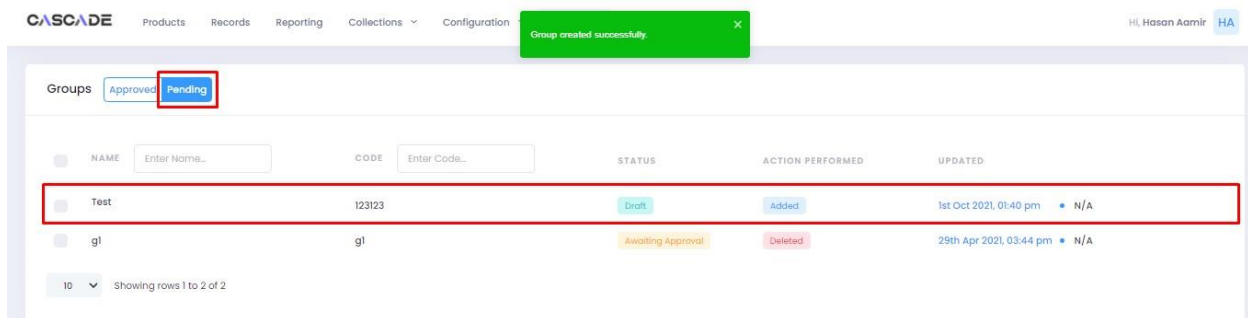 CASCADE Products Records Reporting Collections Configuration Hi, Hasan Aamir HA
Group created successfully. ×
Groups Approved Pending
NAME Enter Name... CODE Enter Code... STATUS ACTION PERFORMED UPDATED
Test 123123 Draft Added 1st Oct 2021, 01:40 pm • N/A
g1 g1 Awaiting Approval Deleted 29th Apr 2021, 03:44 pm • N/A
10 Showing rows 1 to 2 of 2